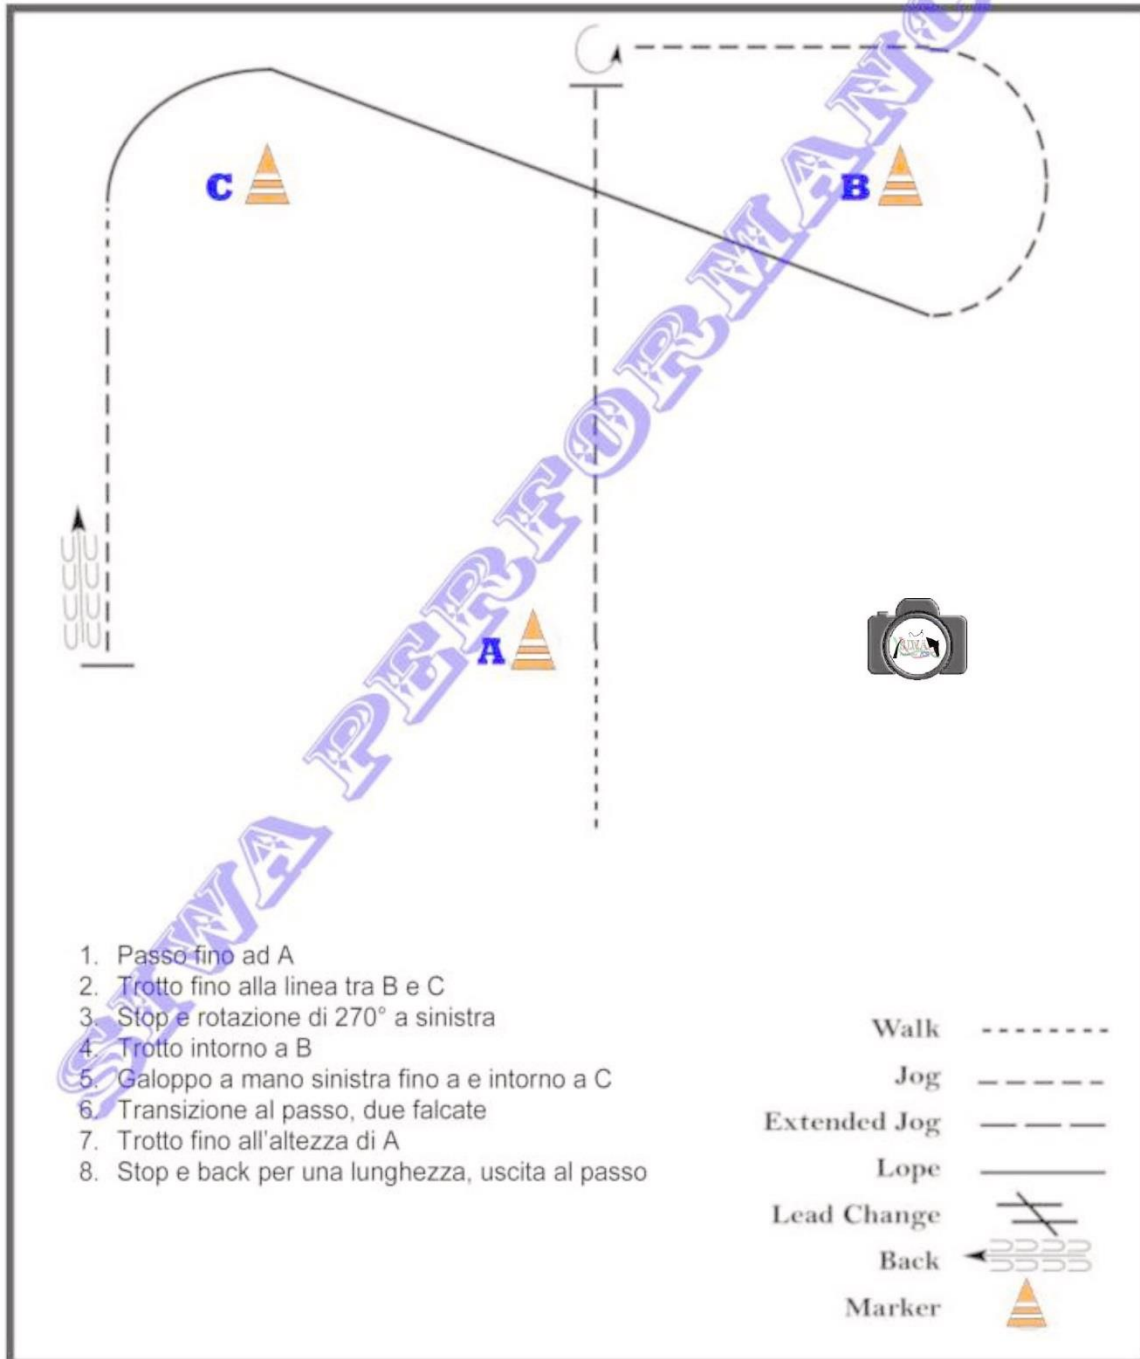 C
B
A
SIWA PERFORMANC
1. Passo fino ad A
2. Trotto fino alla linea tra B e C
3. Stop e rotazione di 270° a sinistra
4. Trotto intorno a B
5. Galoppo a mano sinistra fino a e intorno a C
6. Transizione al passo, due falcate
7. Trotto fino all'altezza di A
8. Stop e back per una lunghezza, uscita al passo
Walk
Jog
Extended Jog
Lope
Lead Change
Back
Marker